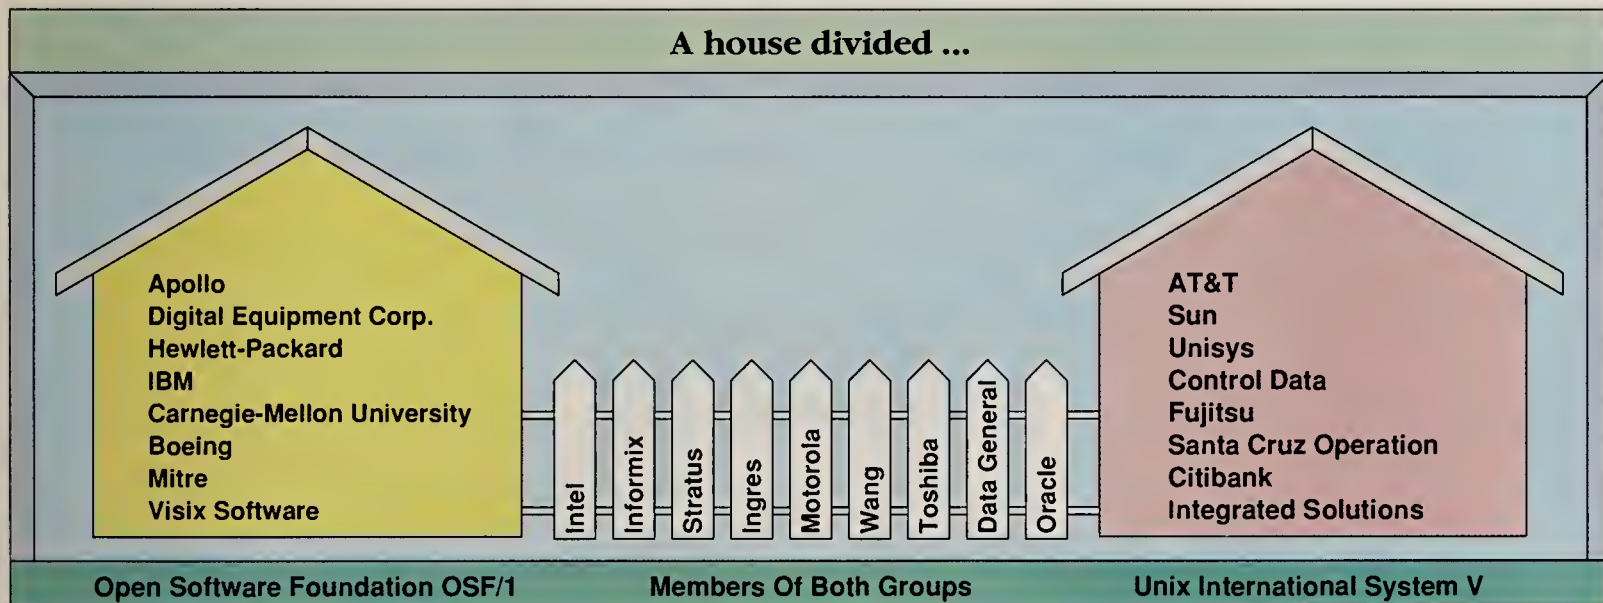 A house divided ...
Apollo
Digital Equipment Corp.
Hewlett-Packard
IBM
Carnegie-Mellon University
Boeing
Mitre
Visix Software
Intel
Informix
Stratus
Ingres
Motorola
Wang
Toshiba
Data General
Oracle
AT&T
Sun
Unisys
Control Data
Fujitsu
Santa Cruz Operation
Citibank
Integrated Solutions
Open Software Foundation OSF/1
Members Of Both Groups
Unix International System V